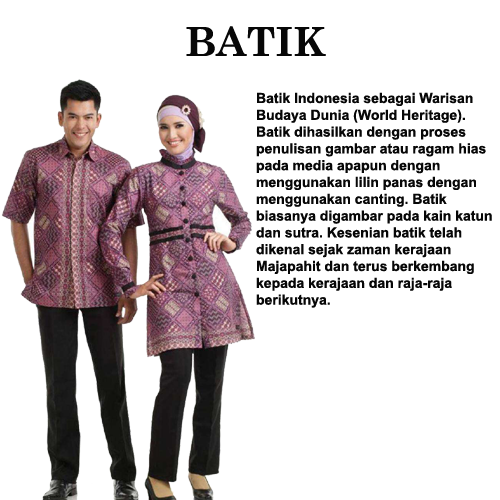 BATIK
Batik Indonesia sebagai Warisan
Budaya Dunia (World Heritage).
Batik dihasilkan dengan proses
penulisan gambar atau ragam hias
pada media apapun dengan
menggunakan lilin panas dengan
menggunakan canting. Batik
biasanya digambar pada kain katun
dan sutra. Kesenian batik telah
dikenal sejak zaman kerajaan
Majapahit dan terus berkembang
kepada kerajaan dan raja-raja
berikutnya.